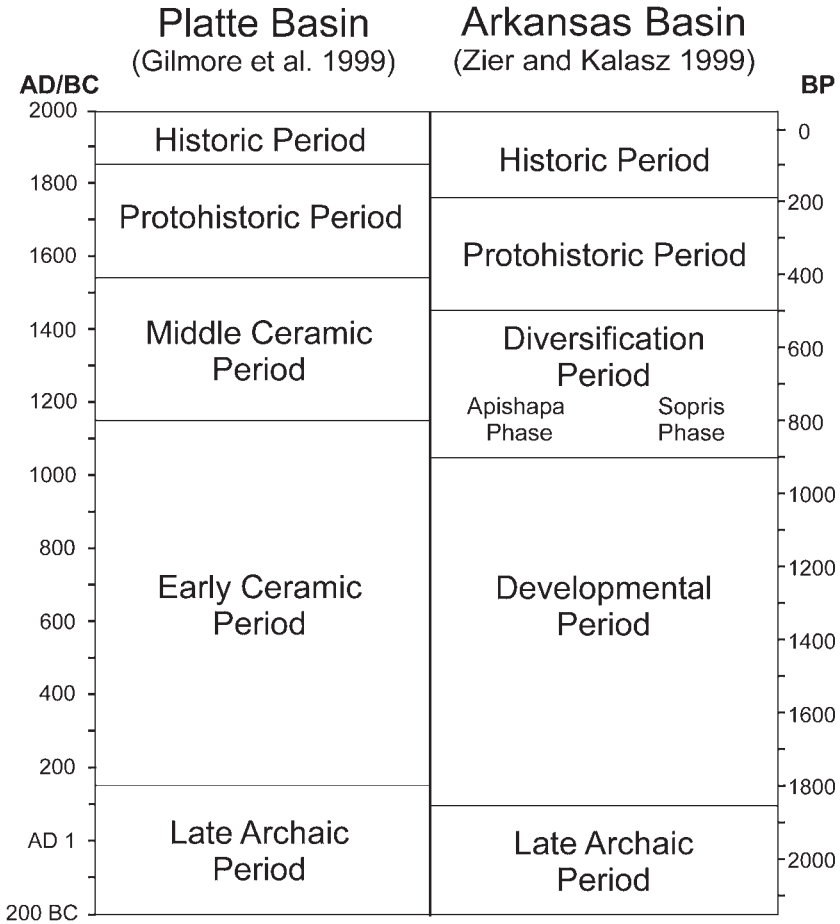 Platte Basin
(Gilmore et al. 1999)
Arkansas Basin
(Zier and Kalasz 1999)
AD/BC
BP
2000
1800
1600
1400
1200
1000
800
600
400
200
AD 1
200 BC
Historic Period
Protohistoric Period
Middle Ceramic
Period
Early Ceramic
Period
Late Archaic
Period
Historic Period
Protohistoric Period
Diversification
Period
Apishapa
Phase
Sopris
Phase
Developmental
Period
Late Archaic
Period
0
200
400
600
800
1000
1200
1400
1600
1800
2000